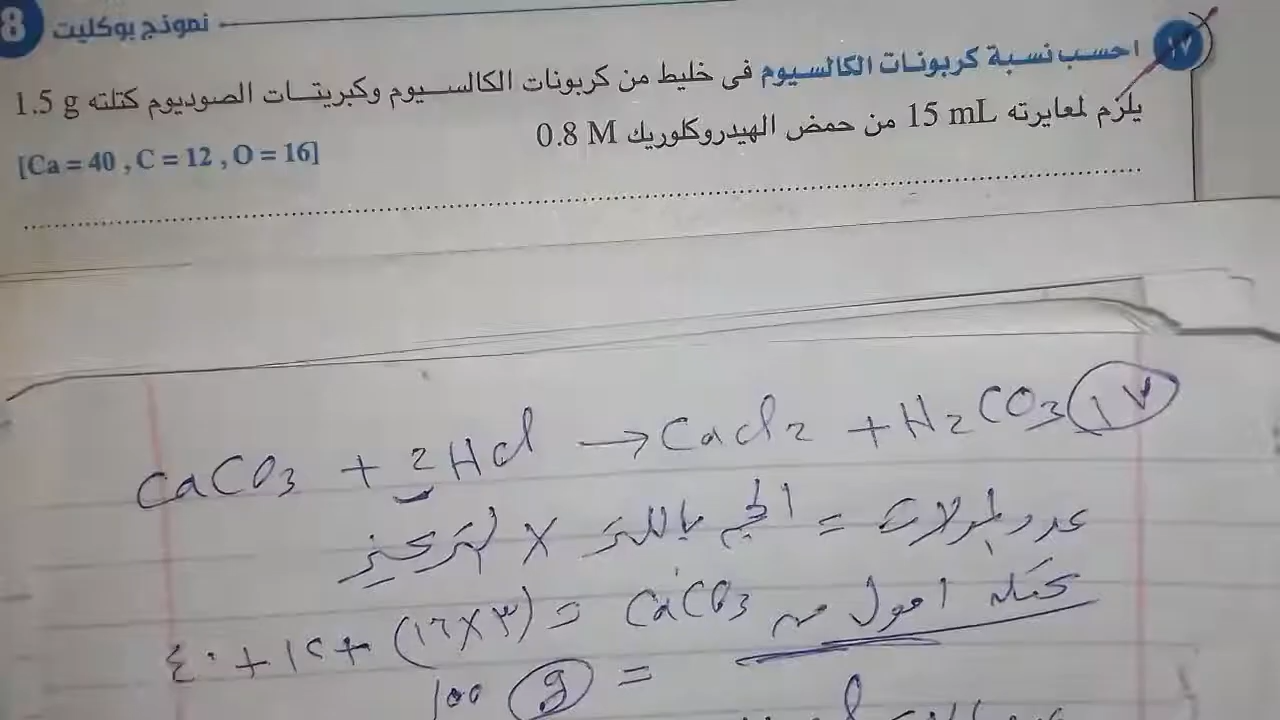 8 نموذج بوكليت
١٧ احسب نسبة كربونات الكالسيوم فى خليط من كربونات الكالسيوم وكبريتات الصوديوم كتلته 1.5 g
يلزم لمعايرته 15 mL من حمض الهيدروكلوريك 0.8 M
[Ca = 40 , C = 12 , O = 16]
١٧
CaCO3 + 2HCl → CaCl2 + H2CO3
عدد المولات = الحجم باللتر × التركيز
كتلة ١ مول من CaCO3 = (١٦×٣) + ١٢ + ٤٠
= 100 g